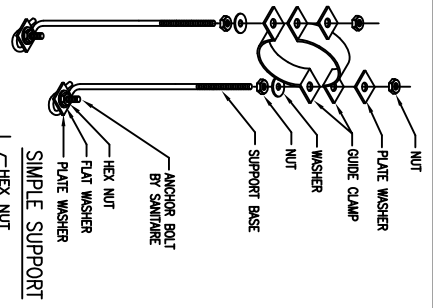 NUT
PLATE WASHER
GUIDE CLAMP
WASHER
NUT
SUPPORT BASE
ANCHOR BOLT
BY SANITAIRE
HEX NUT
FLAT WASHER
PLATE WASHER
SIMPLE SUPPORT
HEX NUT